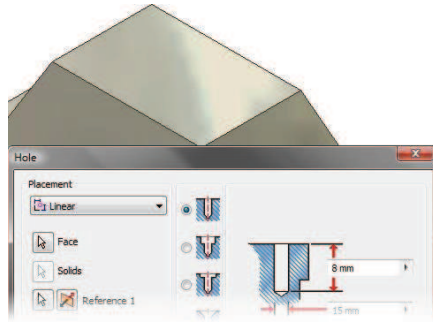 Hole
Placement
Linear
Face
Solids
Reference 1
8 mm
15 mm